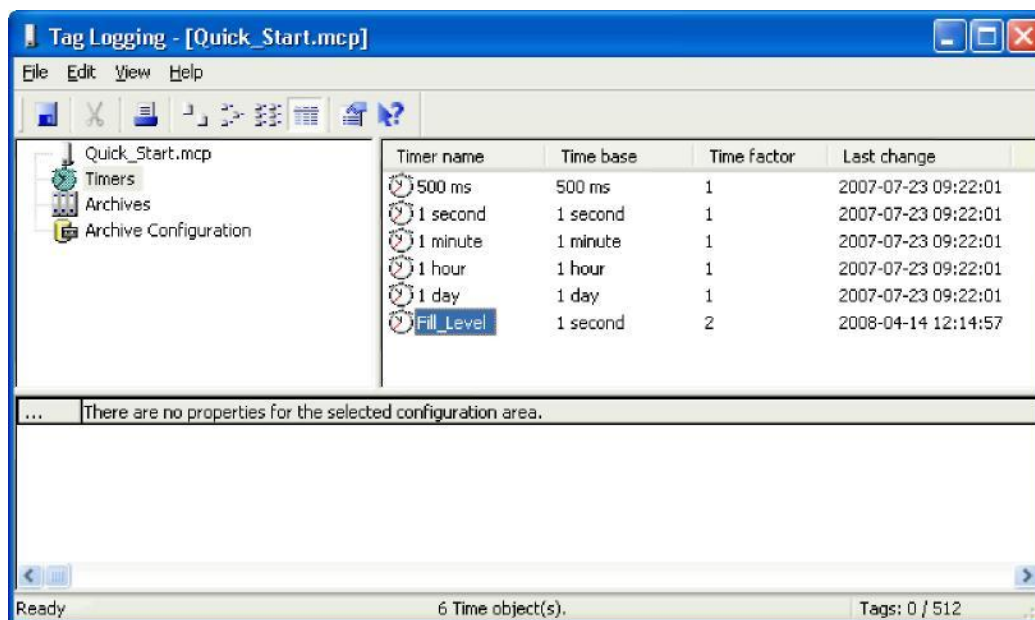 Tag Logging - [Quick_Start.mcp]
File Edit View Help
Quick_Start.mcp
Timers
Archives
Archive Configuration
Timer name Time base Time factor Last change
500 ms 500 ms 1 2007-07-23 09:22:01
1 second 1 second 1 2007-07-23 09:22:01
1 minute 1 minute 1 2007-07-23 09:22:01
1 hour 1 hour 1 2007-07-23 09:22:01
1 day 1 day 1 2007-07-23 09:22:01
Fill_Level 1 second 2 2008-04-14 12:14:57
... There are no properties for the selected configuration area.
Ready 6 Time object(s). Tags: 0 / 512